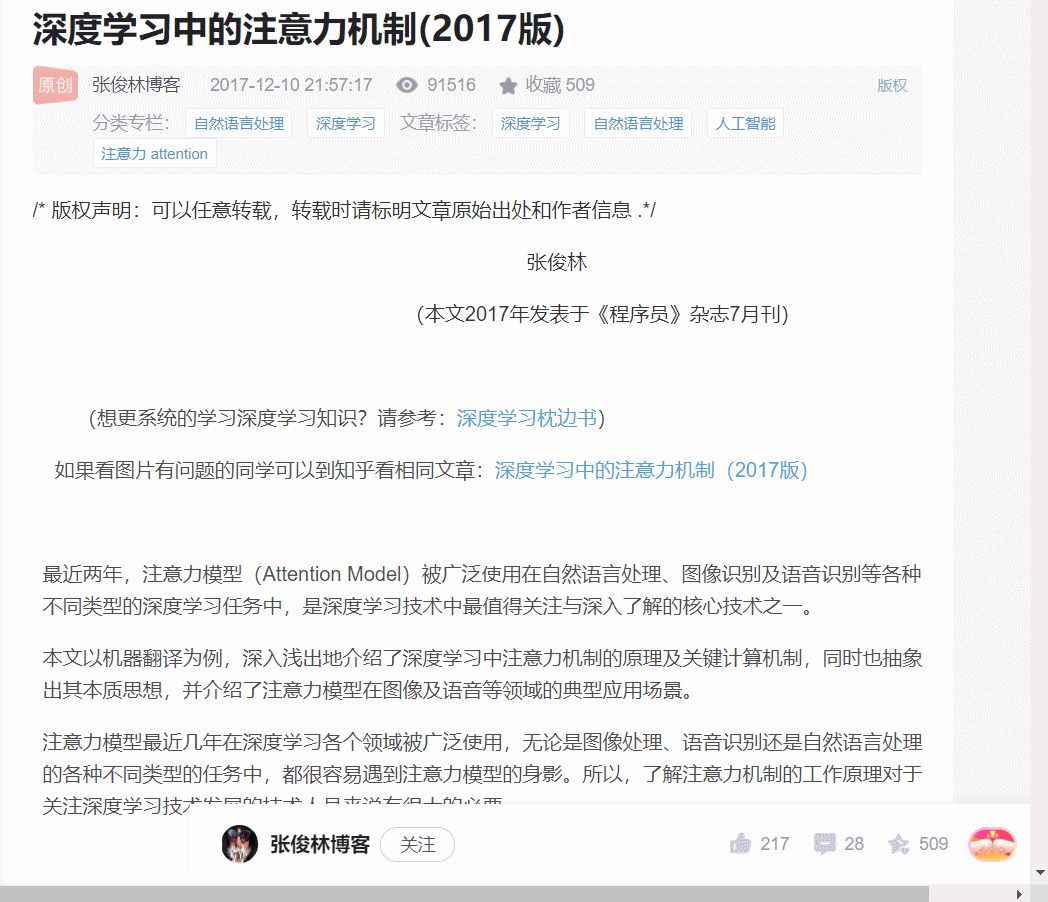 深度学习中的注意力机制(2017版)
原创 张俊林博客 2017-12-10 21:57:17 91516 收藏 509 版权
分类专栏： 自然语言处理 深度学习 文章标签： 深度学习 自然语言处理 人工智能
注意力 attention
/* 版权声明：可以任意转载，转载时请标明文章原始出处和作者信息 .*/
张俊林
(本文2017年发表于《程序员》杂志7月刊)
（想更系统的学习深度学习知识？请参考：深度学习枕边书）
如果看图片有问题的同学可以到知乎看相同文章：深度学习中的注意力机制（2017版）
最近两年，注意力模型（Attention Model）被广泛使用在自然语言处理、图像识别及语音识别等各种
不同类型的深度学习任务中，是深度学习技术中最值得关注与深入了解的核心技术之一。
本文以机器翻译为例，深入浅出地介绍了深度学习中注意力机制的原理及关键计算机制，同时也抽象
出其本质思想，并介绍了注意力模型在图像及语音等领域的典型应用场景。
注意力模型最近几年在深度学习各个领域被广泛使用，无论是图像处理、语音识别还是自然语言处理
的各种不同类型的任务中，都很容易遇到注意力模型的身影。所以，了解注意力机制的工作原理对于
关注深度学习技术发展的技术人员来说有很大的必要
张俊林博客 关注 217 28 509